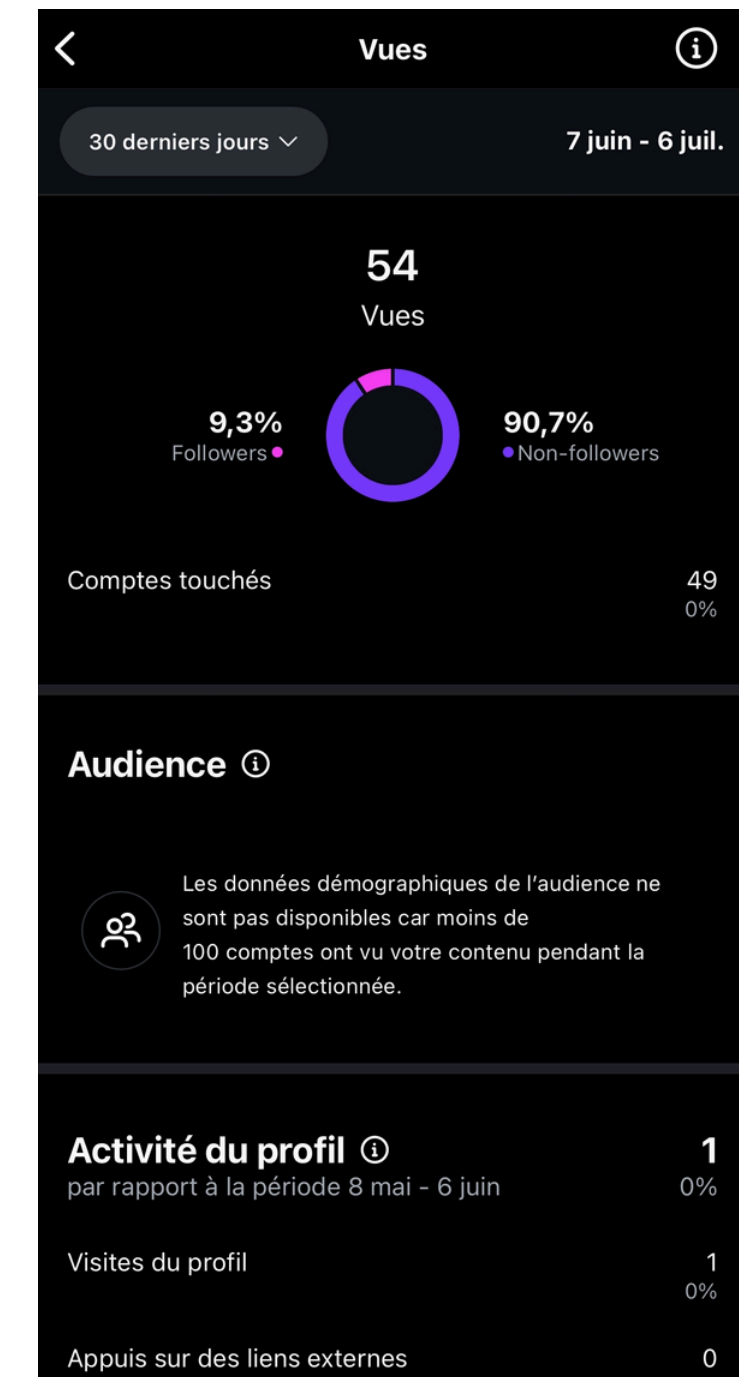 Vues
30 derniers jours
7 juin - 6 juil.
54
Vues
9,3%
Followers
90,7%
Non-followers
Comptes touchés
49
0%
Audience
Les données démographiques de l’audience ne
sont pas disponibles car moins de
100 comptes ont vu votre contenu pendant la
période sélectionnée.
Activité du profil
1
par rapport à la période 8 mai - 6 juin
0%
Visites du profil
1
0%
Appuis sur des liens externes
0